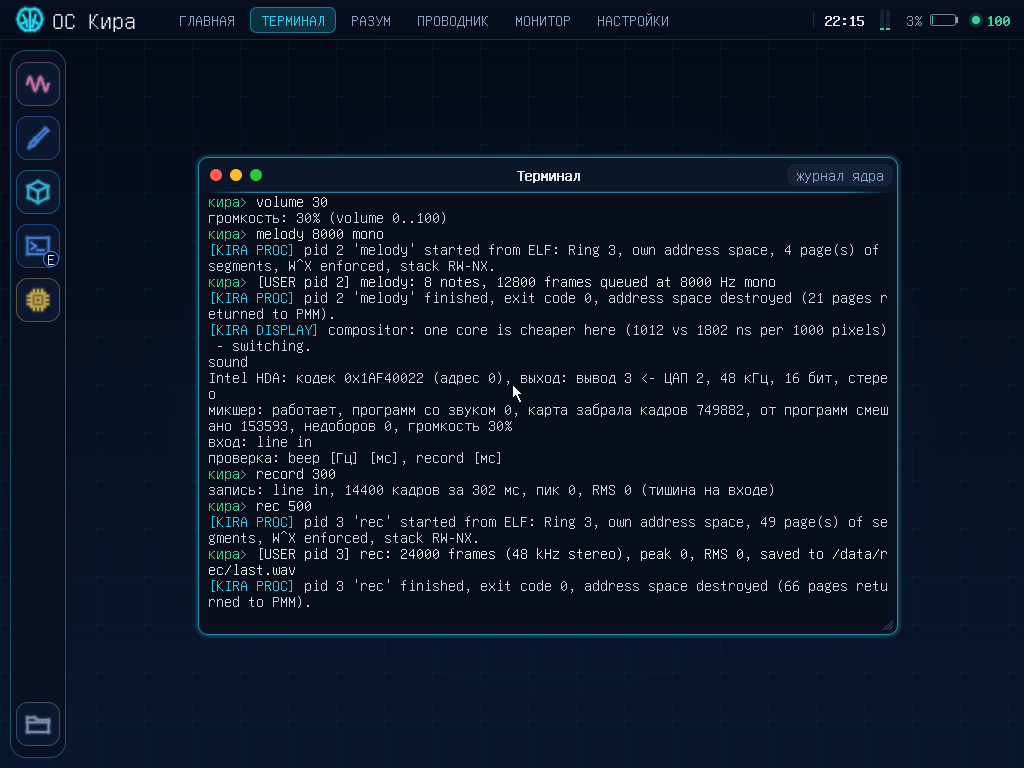 ОС Кира
ГЛАВНАЯ ТЕРМИНАЛ РАЗУМ ПРОВОДНИК МОНИТОР НАСТРОЙКИ
22:15 3% 100
E
Терминал
журнал ядра
кира> volume 30
громкость: 30% (volume 0..100)
кира> melody 8000 mono
[KIRA PROC] pid 2 'melody' started from ELF: Ring 3, own address space, 4 page(s) of
segments, W^X enforced, stack RW-NX.
кира> [USER pid 2] melody: 8 notes, 12800 frames queued at 8000 Hz mono
[KIRA PROC] pid 2 'melody' finished, exit code 0, address space destroyed (21 pages r
eturned to PMM).
[KIRA DISPLAY] compositor: one core is cheaper here (1012 vs 1802 ns per 1000 pixels)
- switching.
sound
Intel HDA: кодек 0x1AF40022 (адрес 0), выход: вывод 3 <- ЦАП 2, 48 кГц, 16 бит, стере
о
микшер: работает, программ со звуком 0, карта забрала кадров 749882, от программ смеш
ано 153593, недоборов 0, громкость 30%
вход: line in
проверка: beep [Гц] [мс], record [мс]
кира> record 300
запись: line in, 14400 кадров за 302 мс, пик 0, RMS 0 (тишина на входе)
кира> rec 500
[KIRA PROC] pid 3 'rec' started from ELF: Ring 3, own address space, 49 page(s) of se
gments, W^X enforced, stack RW-NX.
кира> [USER pid 3] rec: 24000 frames (48 kHz stereo), peak 0, RMS 0, saved to /data/r
ec/last.wav
[KIRA PROC] pid 3 'rec' finished, exit code 0, address space destroyed (66 pages retu
rned to PMM).